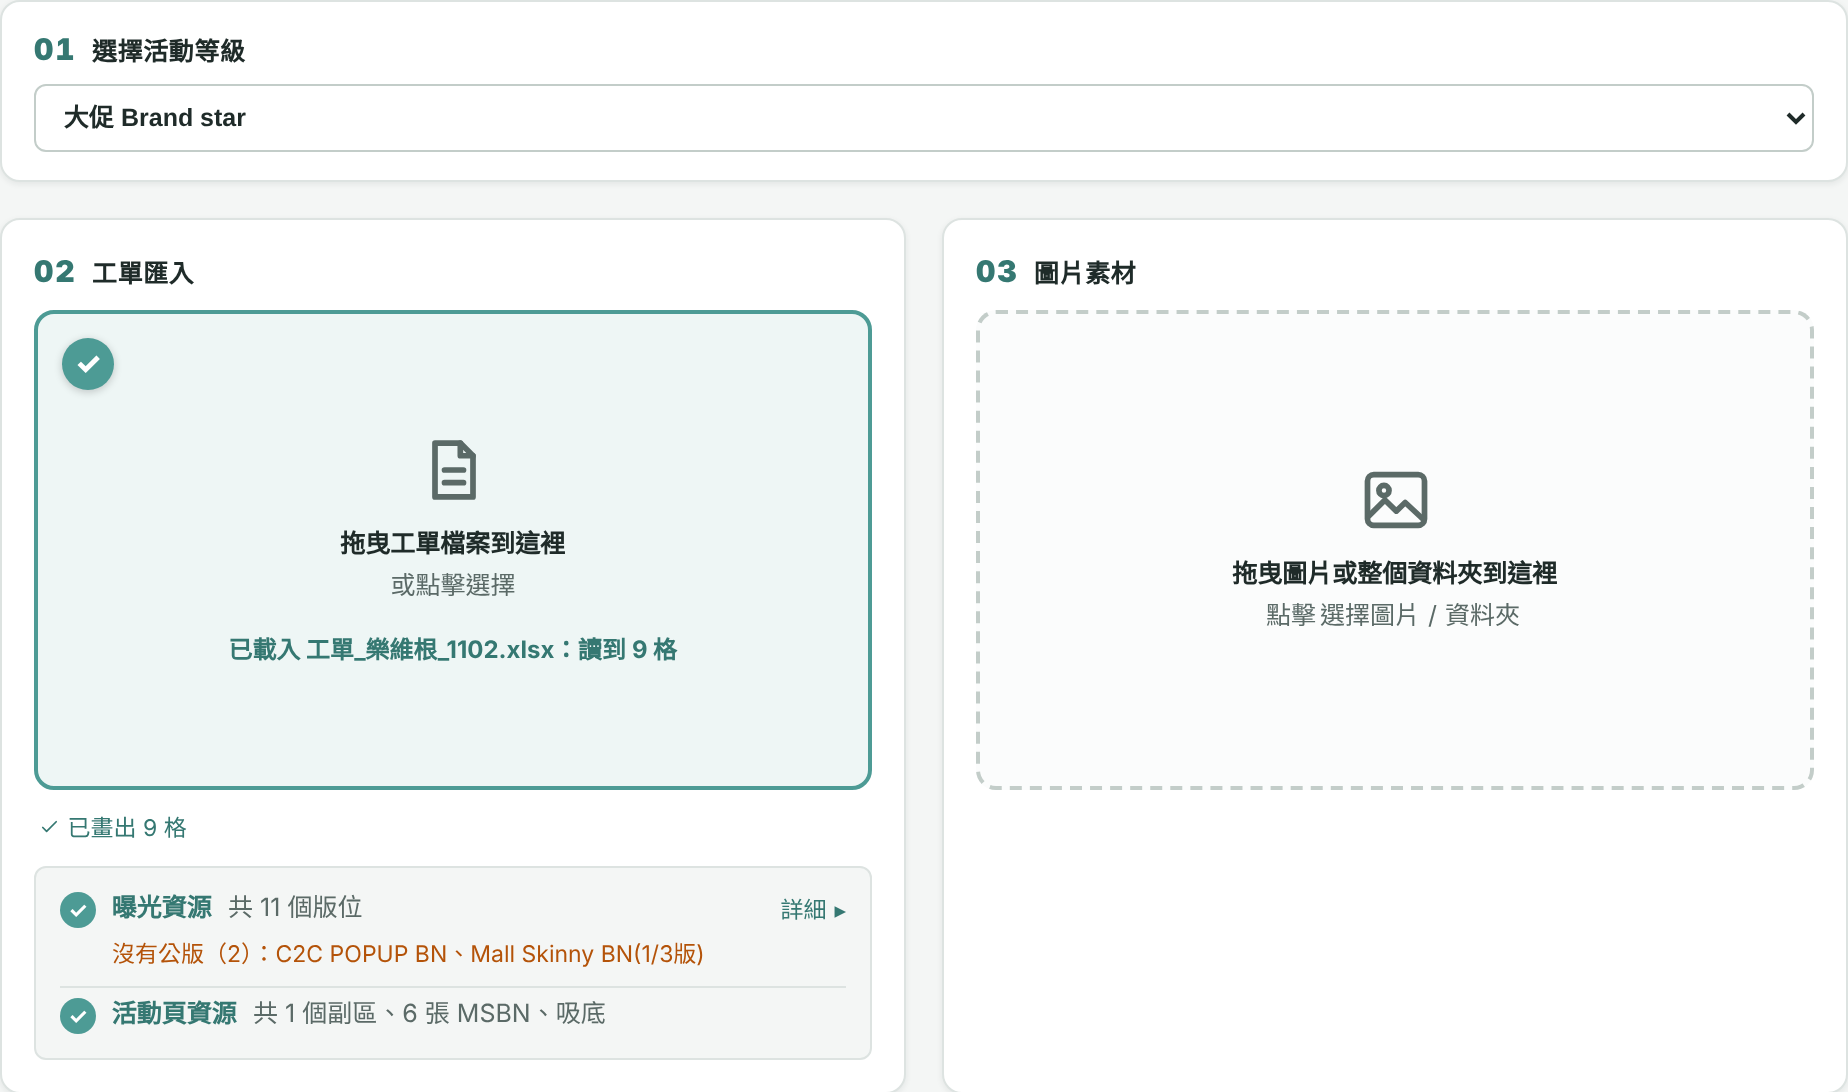 01 選擇活動等級
大促 Brand star
02 工單匯入
拖曳工單檔案到這裡
或點擊選擇
已載入 工單_樂維根_1102.xlsx：讀到 9 格
✓ 已畫出 9 格
曝光資源 共 11 個版位
詳細 ▸
沒有公版（2）：C2C POPUP BN、Mall Skinny BN(1/3版)
活動頁資源 共 1 個副區、6 張 MSBN、吸底
03 圖片素材
拖曳圖片或整個資料夾到這裡
點擊 選擇圖片 / 資料夾